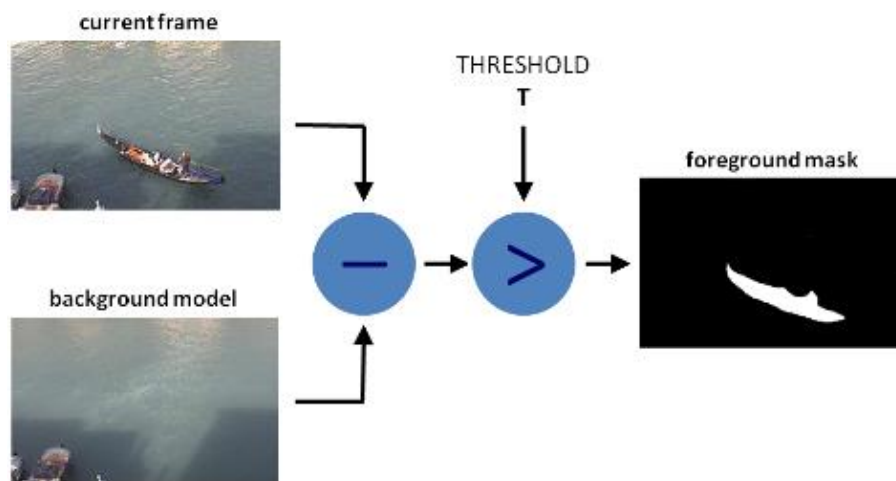 current frame
THRESHOLD
T
foreground mask
−
>
background model